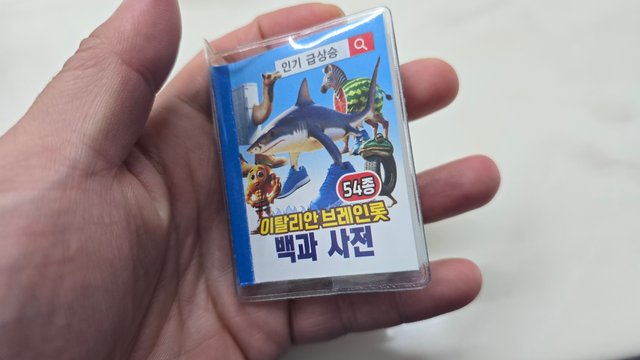 인기 급상승
54종
이탈리안 브레인롯
백과 사전